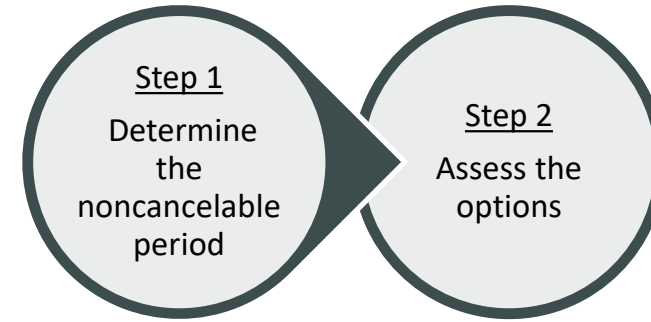 Step 1
Determine
the
noncancelable
period
Step 2
Assess the
options